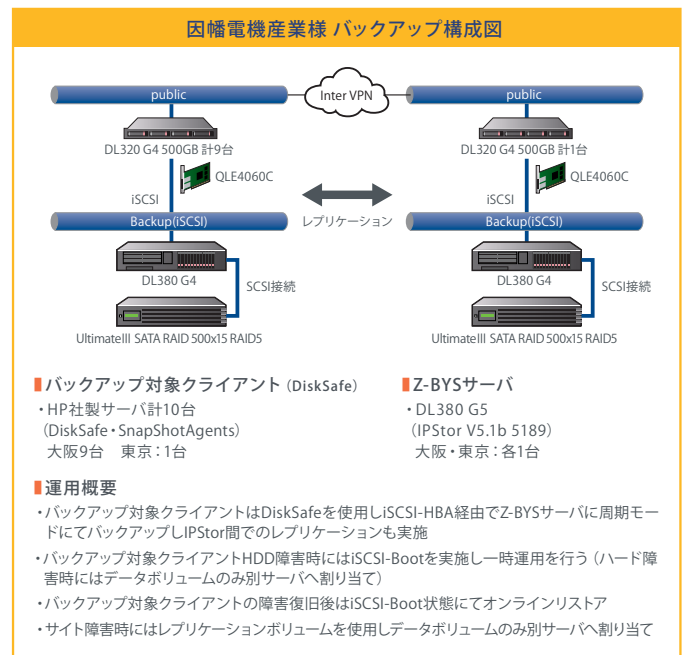 因幡電機産業様 バックアップ構成図
public
Inter VPN
public
DL320 G4 500GB 計9台
DL320 G4 500GB 計1台
QLE4060C
QLE4060C
iSCSI
iSCSI
Backup(iSCSI)
レプリケーション
Backup(iSCSI)
DL380 G4
SCSI接続
DL380 G4
SCSI接続
UltimateIII SATA RAID 500x15 RAID5
UltimateIII SATA RAID 500x15 RAID5
バックアップ対象クライアント(DiskSafe)
・HP社製サーバ計10台
(DiskSafe・SnapShotAgents)
大阪9台 東京:1台
Z-BYSサーバ
・DL380 G5
(IPStor V5.1b 5189)
大阪・東京:各1台
運用概要
・バックアップ対象クライアントはDiskSafeを使用しiSCSI-HBA経由でZ-BYSサーバに周期モー
ドにてバックアップしIPStor間でのレプリケーションも実施
・バックアップ対象クライアントHDD障害時にはiSCSI-Bootを実施し一時運用を行う(ハード障
害時にはデータボリュームのみ別サーバへ割り当て)
・バックアップ対象クライアントの障害復旧後はiSCSI-Boot状態にてオンラインリストア
・サイト障害時にはレプリケーションボリュームを使用しデータボリュームのみ別サーバへ割り当て